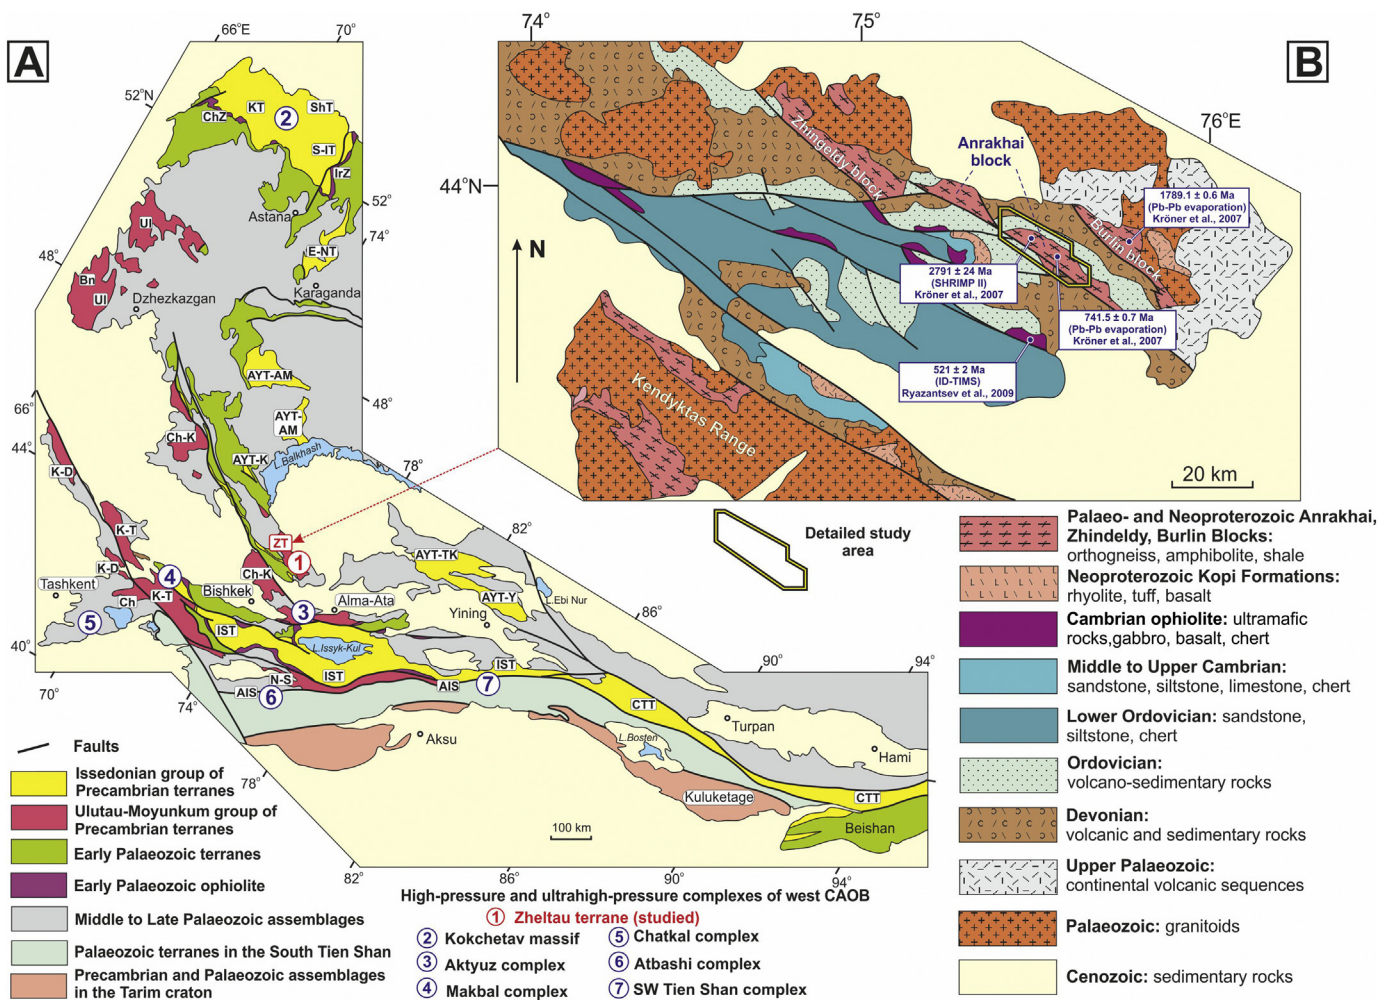 A
66°E
70°
52°N
KT
ShT
ChZ
2
S-IT
IrZ
52°
Astana
Ul
74°
E-NT
48°
Bn
Ul
Karaganda
Dzhezkazgan
AYT-AM
66°
48°
AYT-
AM
Ch-K
44°
AYT-K
L.Balkhash
78°
K-D
82°
K-T
ZT
AYT-TK
1
K-D
Ch-K
4
Tashkent
Bishkek
Alma-Ata
AYT-Y
L.Ebi Nur
K-T
Ch
3
Yining
86°
5
IST
40°
L.Issyk-Kul
IST
90°
94°
N-S
IST
AIS
7
70°
AIS
6
CTT
74°
Turpan
Aksu
L.Bosten
Hami
78°
Kuluketage
CTT
Beishan
100 km
82°
86°
90°
94°
Faults
Issedonian group of
Precambrian terranes
Ulutau-Moyunkum group of
Precambrian terranes
Early Palaeozoic terranes
Early Palaeozoic ophiolite
Middle to Late Palaeozoic assemblages
Palaeozoic terranes in the South Tien Shan
Precambrian and Palaeozoic assemblages
in the Tarim craton
High-pressure and ultrahigh-pressure complexes of west CAOB
1 Zheltau terrane (studied)
2 Kokchetav massif
3 Aktyuz complex
4 Makbal complex
5 Chatkal complex
6 Atbashi complex
7 SW Tien Shan complex
B
74°
75°
76°E
44°N
N
Zhingeldy block
Anrakhai
block
Burlin block
1789.1 ± 0.6 Ma
(Pb-Pb evaporation)
Kröner et al., 2007
2791 ± 24 Ma
(SHRIMP II)
Kröner et al., 2007
741.5 ± 0.7 Ma
(Pb-Pb evaporation)
Kröner et al., 2007
521 ± 2 Ma
(ID-TIMS)
Ryazantsev et al., 2009
Kendyktas Range
20 km
Detailed study
area
Palaeo- and Neoproterozoic Anrakhai,
Zhindeldy, Burlin Blocks:
orthogneiss, amphibolite, shale
Neoproterozoic Kopi Formations:
rhyolite, tuff, basalt
Cambrian ophiolite: ultramafic
rocks,gabbro, basalt, chert
Middle to Upper Cambrian:
sandstone, siltstone, limestone, chert
Lower Ordovician: sandstone,
siltstone, chert
Ordovician:
volcano-sedimentary rocks
Devonian:
volcanic and sedimentary rocks
Upper Palaeozoic:
continental volcanic sequences
Palaeozoic: granitoids
Cenozoic: sedimentary rocks